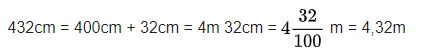 432cm = 400cm + 32cm = 4m 32cm = 4 32/100 m = 4,32m